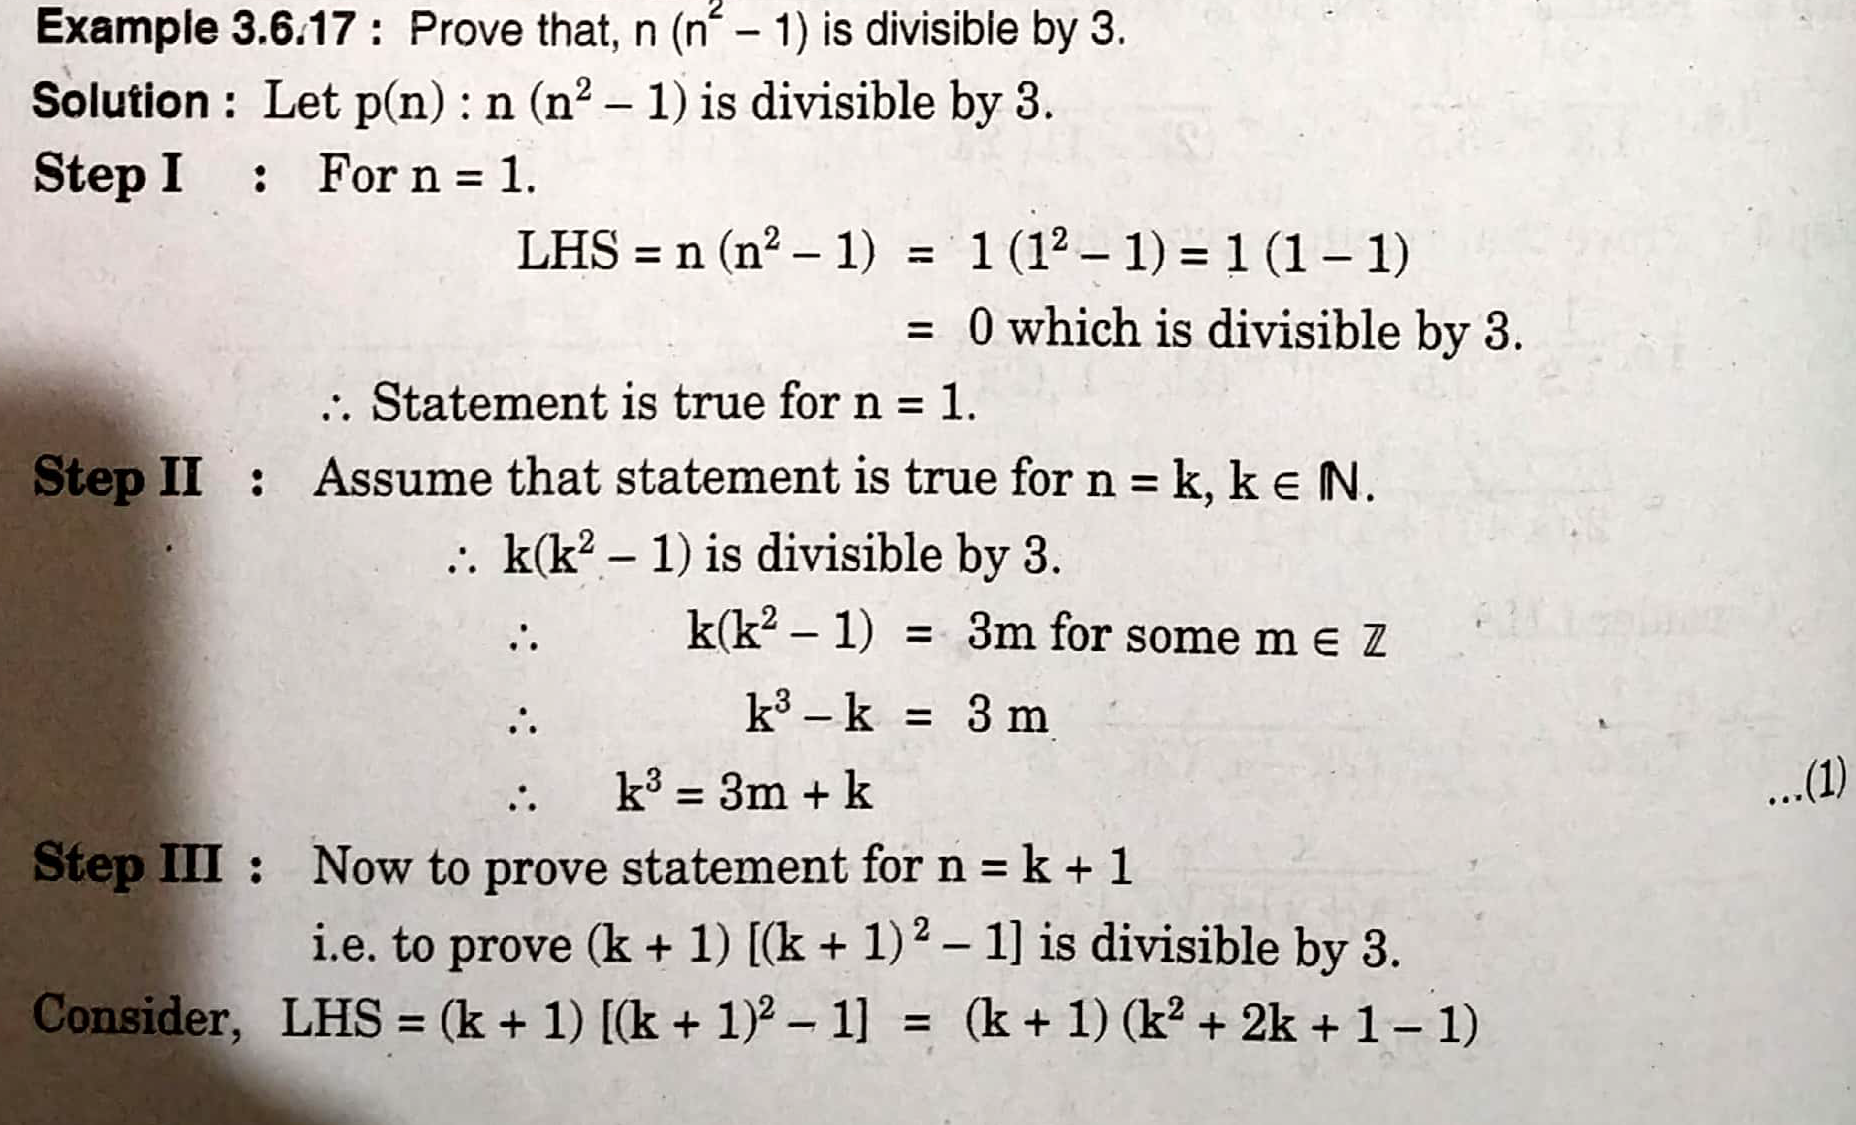 Example 3.6.17 : Prove that, n (n² – 1) is divisible by 3.
Solution : Let p(n) : n (n² – 1) is divisible by 3.
Step I : For n = 1.
LHS = n (n² – 1) = 1 (1² – 1) = 1 (1 – 1)
= 0 which is divisible by 3.
∴ Statement is true for n = 1.
Step II : Assume that statement is true for n = k, k ∈ ℕ.
∴ k(k² – 1) is divisible by 3.
∴ k(k² – 1) = 3m for some m ∈ ℤ
∴ k³ – k = 3 m
∴ k³ = 3m + k ...(1)
Step III : Now to prove statement for n = k + 1
i.e. to prove (k + 1) [(k + 1)² – 1] is divisible by 3.
Consider, LHS = (k + 1) [(k + 1)² – 1] = (k + 1) (k² + 2k + 1 – 1)